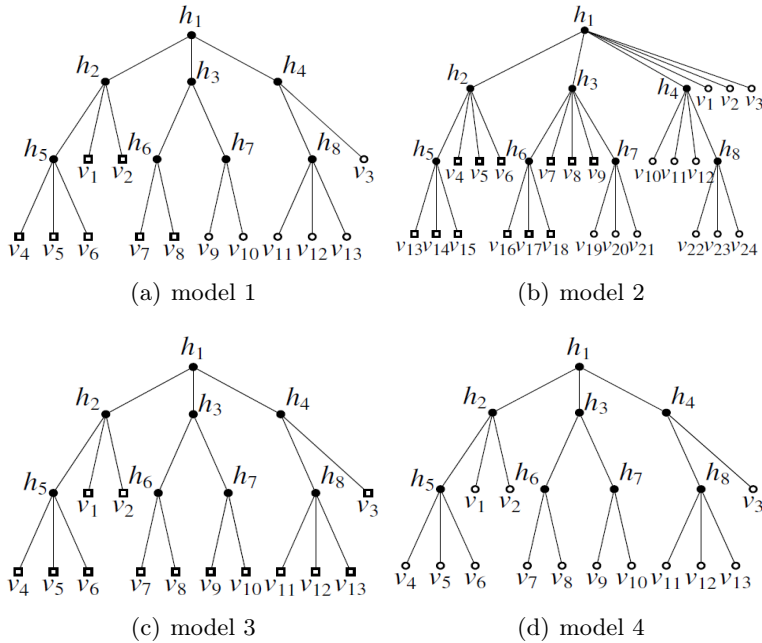 h₁ h₁
h₂ h₃ h₄ h₂ h₃ h₄ v₁ v₂ v₃
h₅ v₁ v₂ h₆ h₇ h₈ v₃ h₅ v₄ v₅ v₆ h₆ v₇ v₈ v₉ h₇ v₁₀ v₁₁ v₁₂ h₈
v₄ v₅ v₆ v₇ v₈ v₉ v₁₀ v₁₁ v₁₂ v₁₃ v₁₃ v₁₄ v₁₅ v₁₆ v₁₇ v₁₈ v₁₉ v₂₀ v₂₁ v₂₂ v₂₃ v₂₄
(a) model 1 (b) model 2
h₁ h₁
h₂ h₃ h₄ h₂ h₃ h₄
h₅ v₁ v₂ h₆ h₇ h₈ v₃ h₅ v₁ v₂ h₆ h₇ h₈ v₃
v₄ v₅ v₆ v₇ v₈ v₉ v₁₀ v₁₁ v₁₂ v₁₃ v₄ v₅ v₆ v₇ v₈ v₉ v₁₀ v₁₁ v₁₂ v₁₃
(c) model 3 (d) model 4